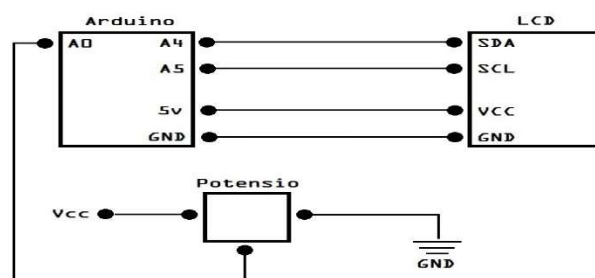 Arduino
LCD
A0
A4
SDA
A5
SCL
5v
VCC
GND
GND
Potensio
Vcc
GND